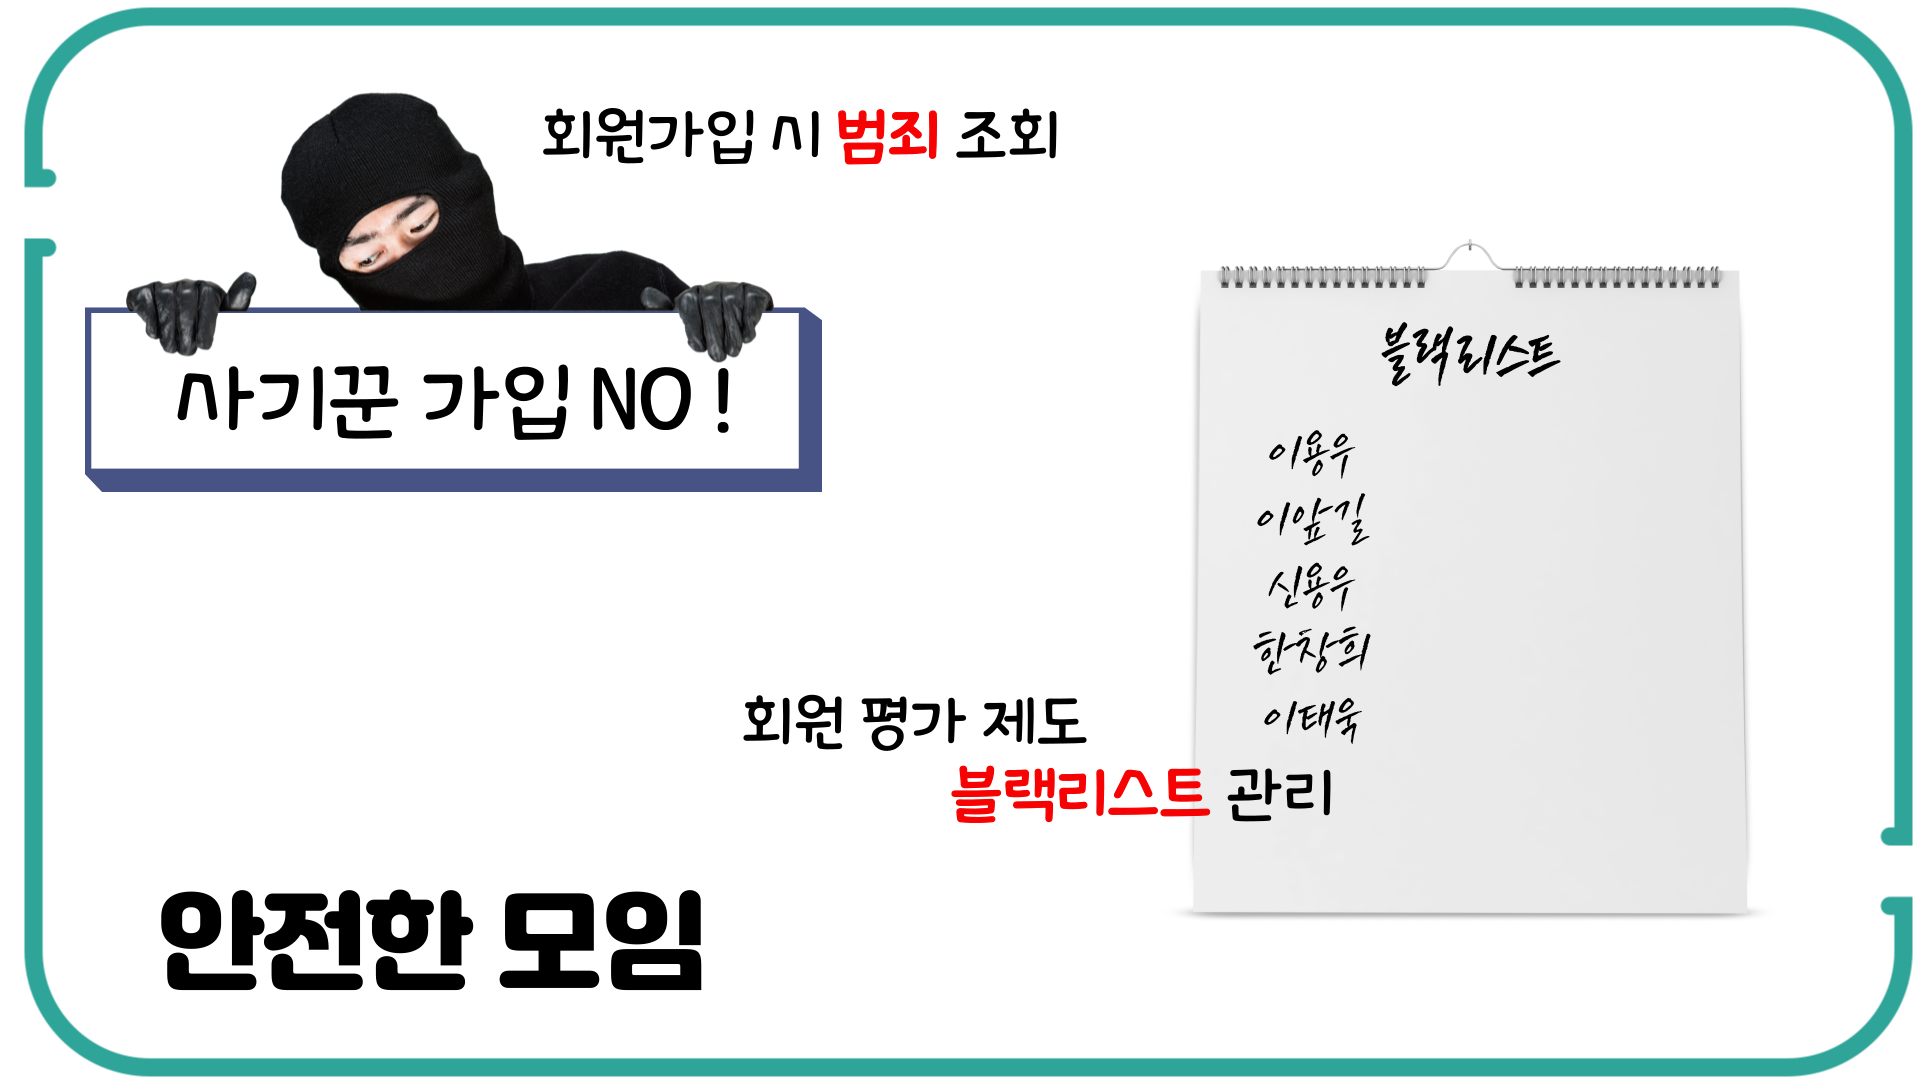 회원가입 시 범죄 조회
사기꾼 가입 NO !
블랙리스트
이용우
이앞길
신용우
한창희
이태욱
회원 평가 제도
블랙리스트 관리
안전한 모임